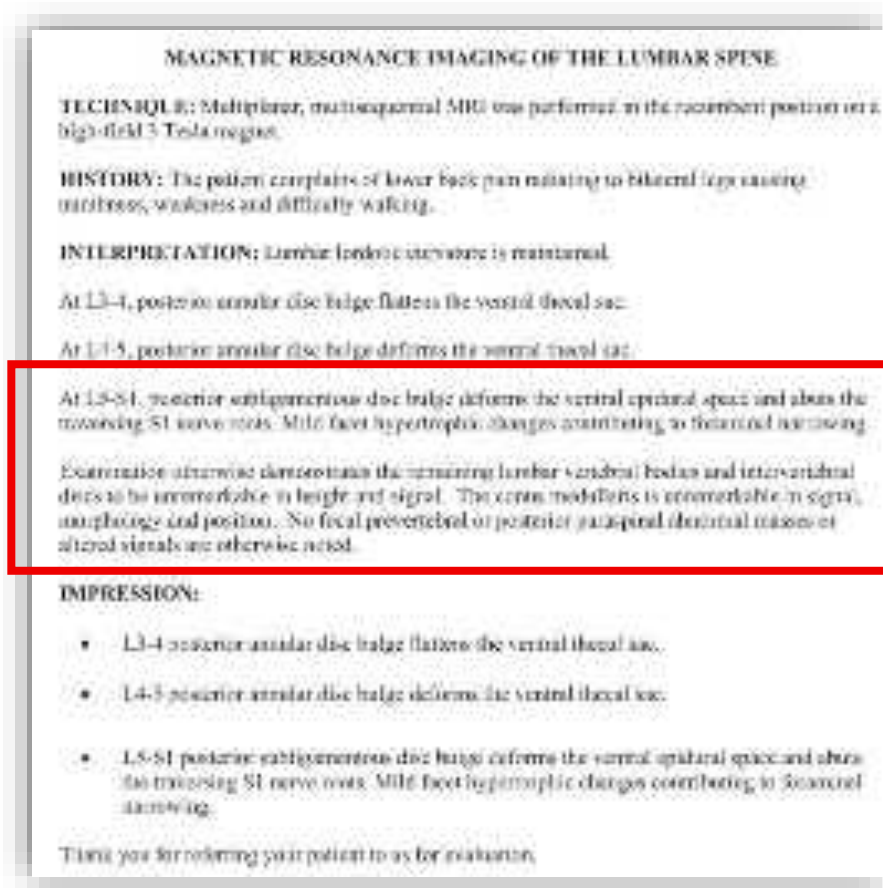 MAGNETIC RESONANCE IMAGING OF THE LUMBAR SPINE
TECHNIQUE: Multiplanar, multisequential MRI was performed in the recumbent position on a
high-field 3 Tesla magnet.
HISTORY: The patient complains of lower back pain radiating to bilateral legs causing
numbness, weakness and difficulty walking.
INTERPRETATION: Lumbar lordotic curvature is maintained.
At L3-4, posterior annular disc bulge flattens the ventral thecal sac.
At L4-5, posterior annular disc bulge deforms the ventral thecal sac.
At L5-S1, posterior subligamentous disc bulge deforms the ventral epidural space and abuts the
traversing S1 nerve roots. Mild facet hypertrophic changes contributing to foraminal narrowing.
Examination otherwise demonstrates the remaining lumbar vertebral bodies and intervertebral
discs to be unremarkable in height and signal. The conus medullaris is unremarkable in signal,
morphology and position. No focal prevertebral or posterior paraspinal abnormal masses or
altered signals are otherwise noted.
IMPRESSION:
• L3-4 posterior annular disc bulge flattens the ventral thecal sac.
• L4-5 posterior annular disc bulge deforms the ventral thecal sac.
• L5-S1 posterior subligamentous disc bulge deforms the ventral epidural space and abuts
the traversing S1 nerve roots. Mild facet hypertrophic changes contributing to foraminal
narrowing.
Thank you for referring your patient to us for evaluation.